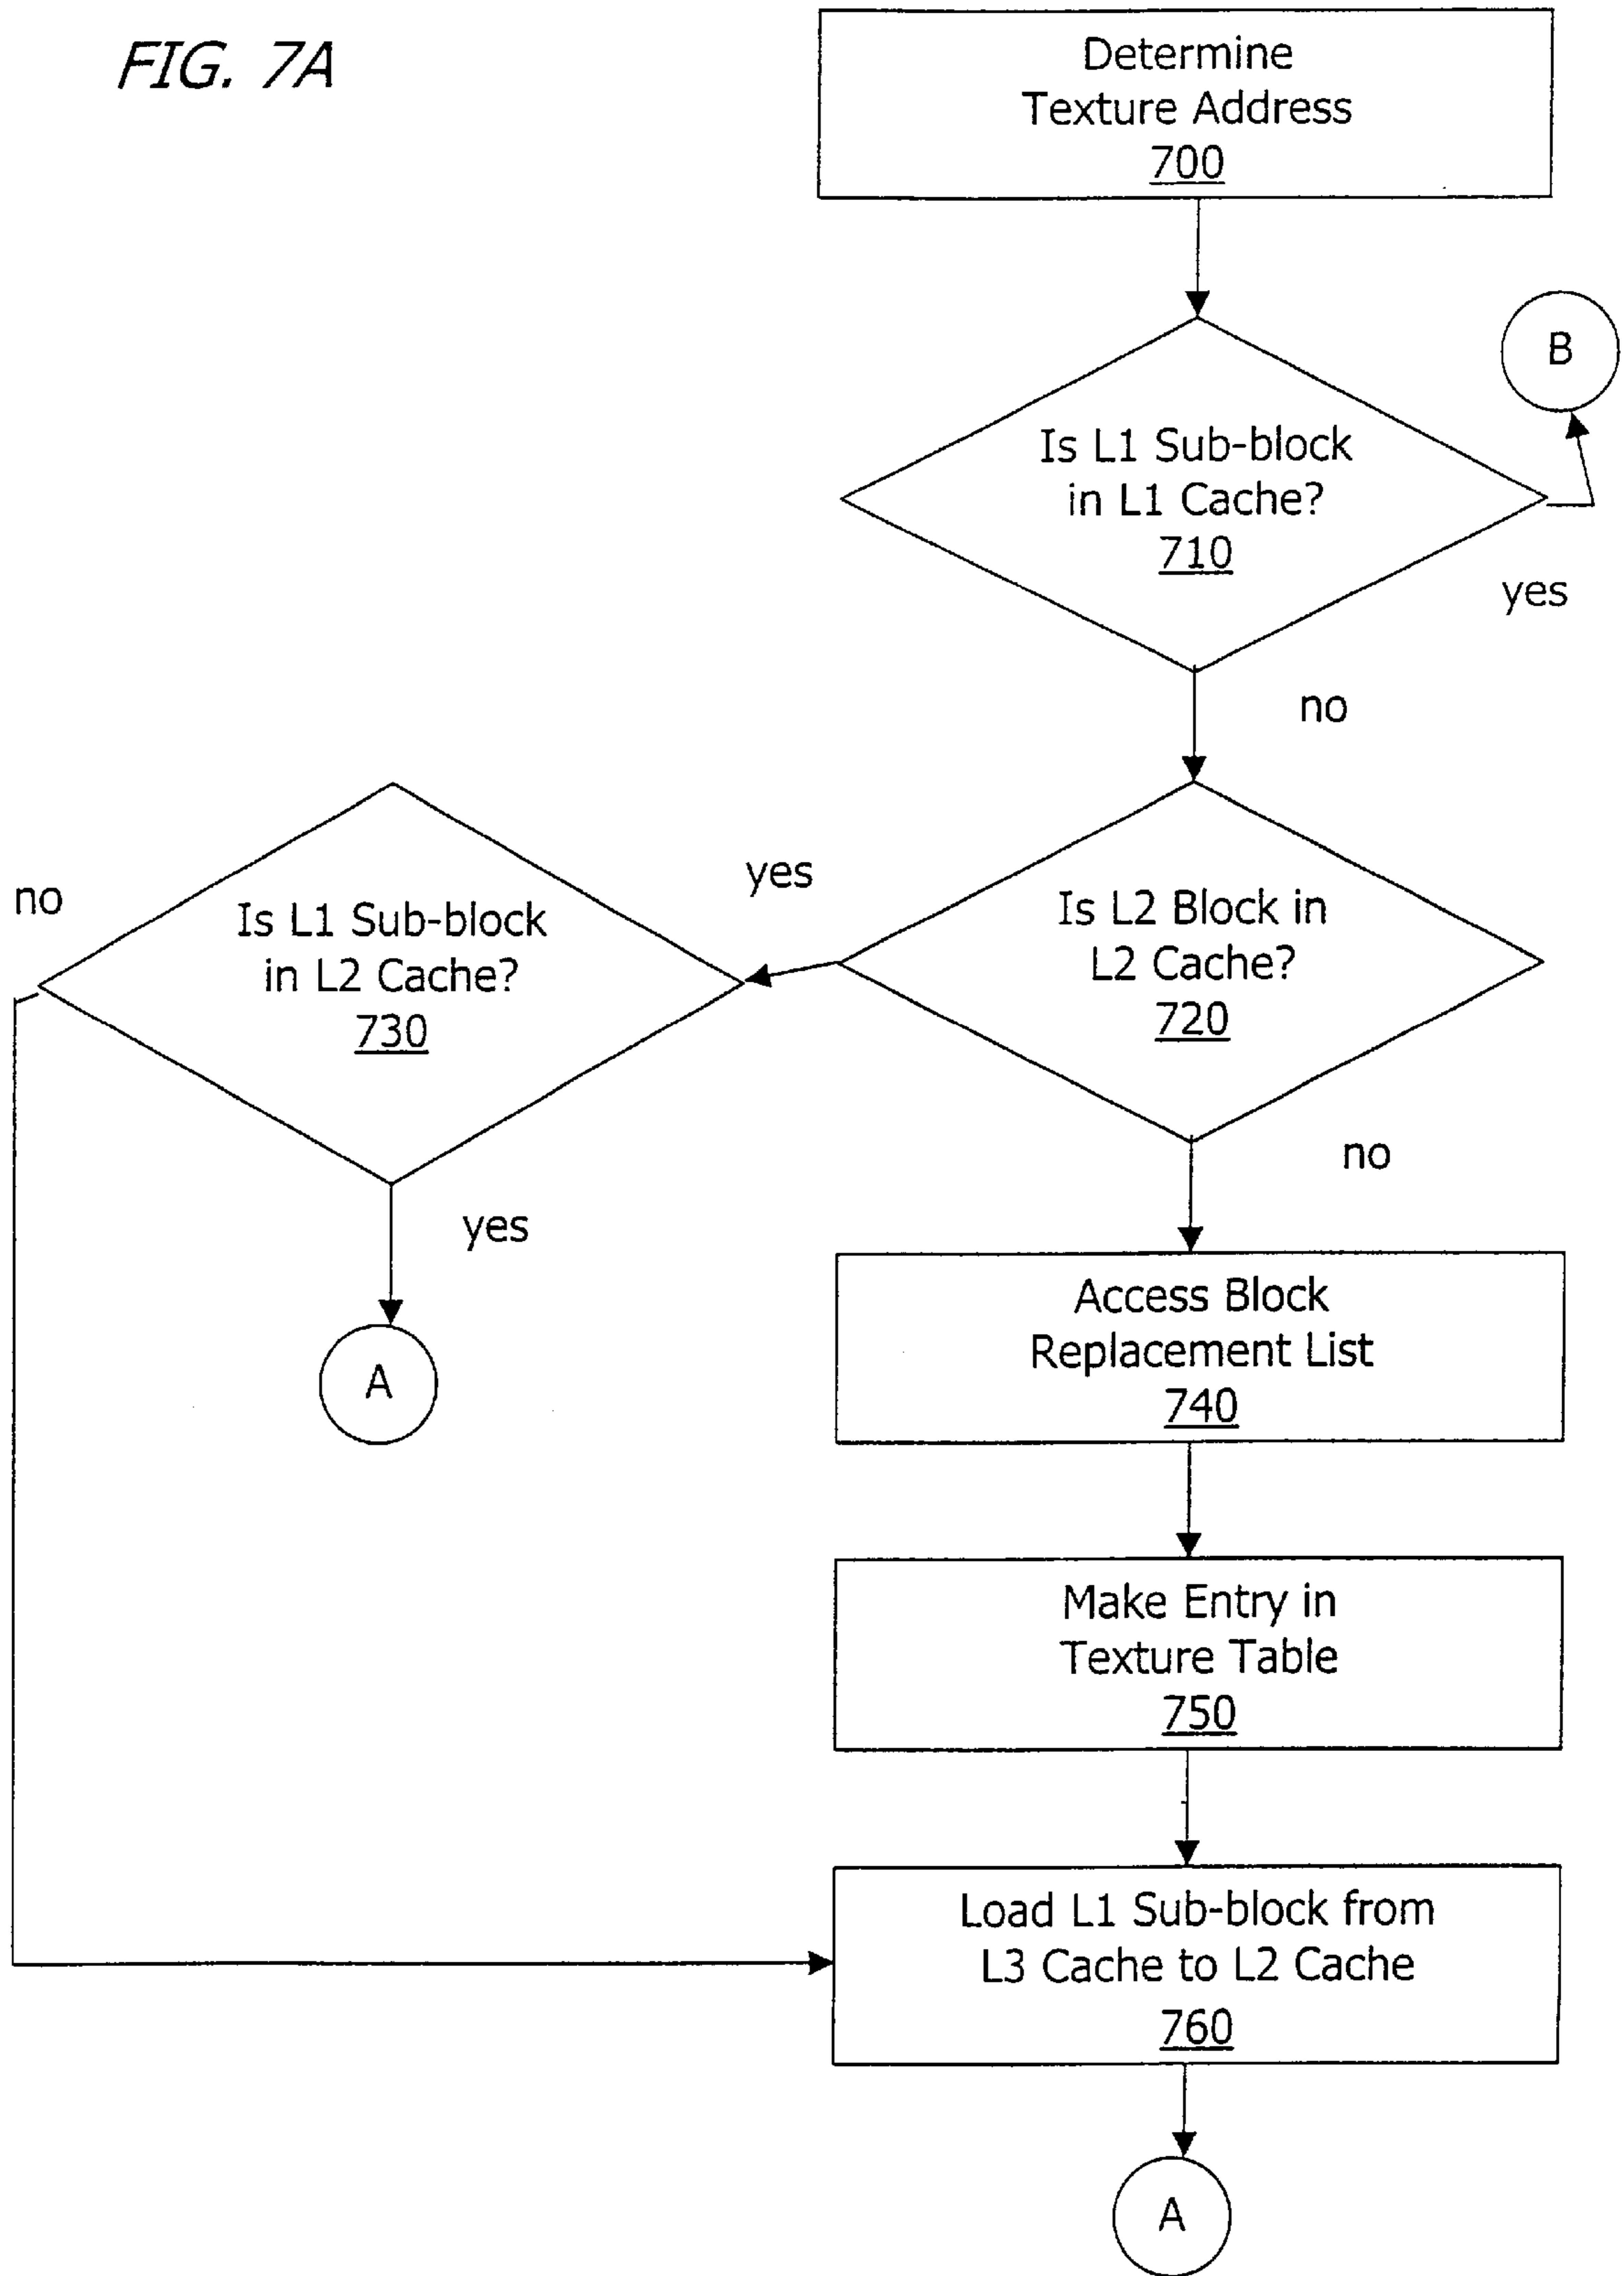 FIG. 7A
Determine
Texture Address
700
B
Is L1 Sub-block
in L1 Cache?
710
yes
no
no
Is L1 Sub-block
in L2 Cache?
730
yes
Is L2 Block in
L2 Cache?
720
no
yes
A
Access Block
Replacement List
740
Make Entry in
Texture Table
750
Load L1 Sub-block from
L3 Cache to L2 Cache
760
A